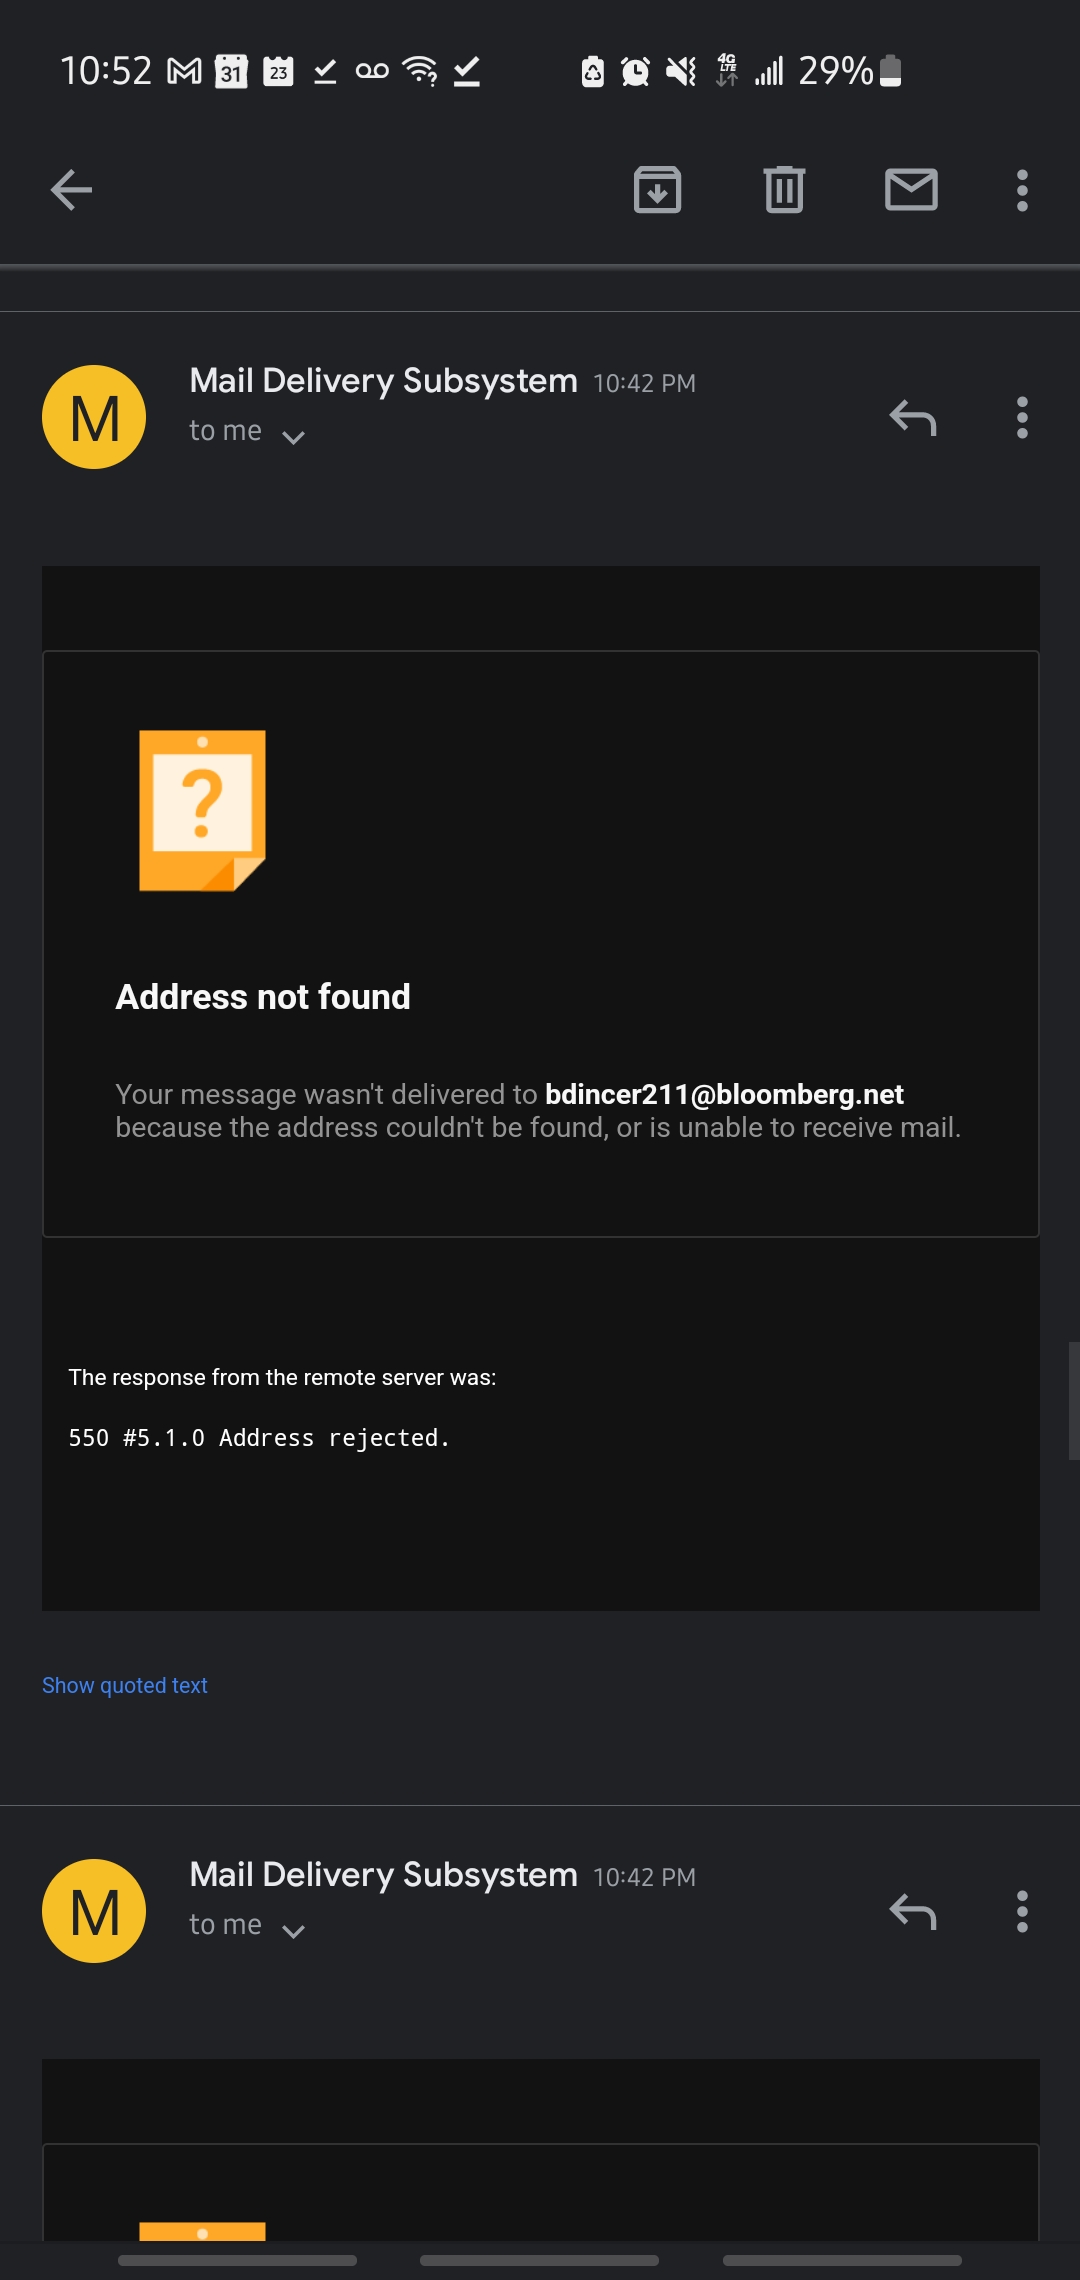 10:52 31 23 4G LTE 29%
M
Mail Delivery Subsystem 10:42 PM
to me
?
Address not found
Your message wasn't delivered to bdincer211@bloomberg.net
because the address couldn't be found, or is unable to receive mail.
The response from the remote server was:
550 #5.1.0 Address rejected.
Show quoted text
M
Mail Delivery Subsystem 10:42 PM
to me